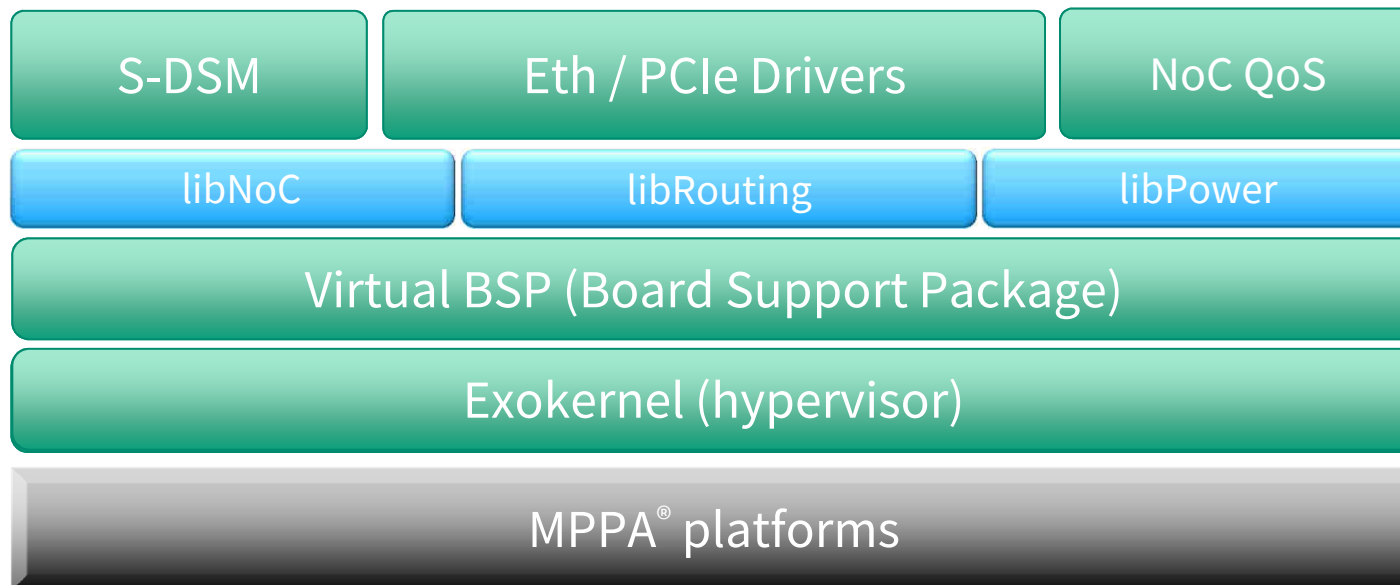 S-DSM
Eth / PCIe Drivers
NoC QoS
libNoC
libRouting
libPower
Virtual BSP (Board Support Package)
Exokernel (hypervisor)
MPPA® platforms